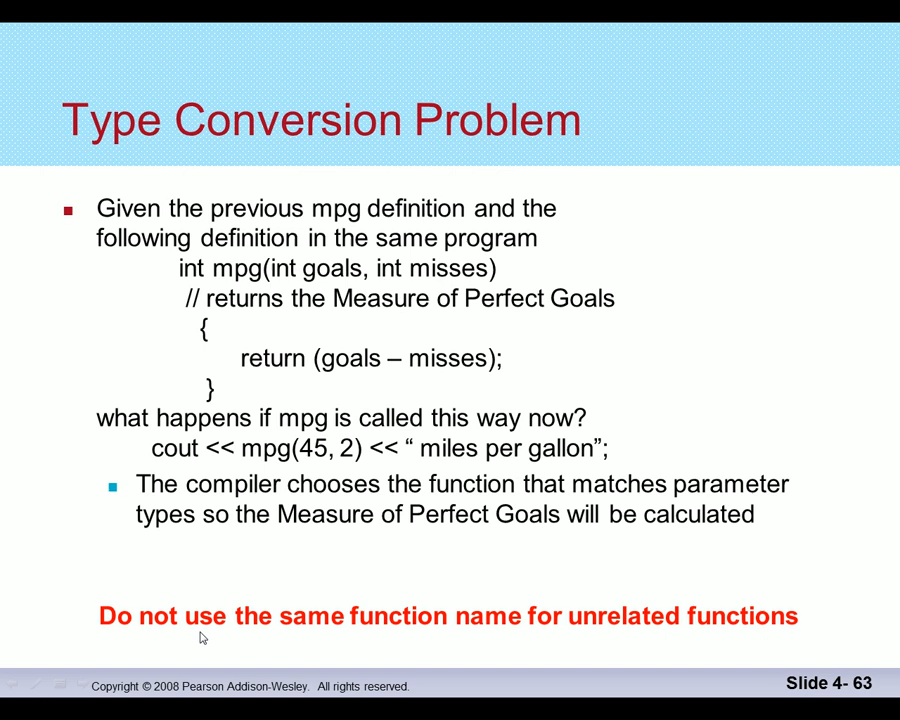 Type Conversion Problem
Given the previous mpg definition and the
following definition in the same program
int mpg(int goals, int misses)
// returns the Measure of Perfect Goals
{
return (goals – misses);
}
what happens if mpg is called this way now?
cout << mpg(45, 2) << “ miles per gallon”;
The compiler chooses the function that matches parameter
types so the Measure of Perfect Goals will be calculated
Do not use the same function name for unrelated functions
Copyright © 2008 Pearson Addison-Wesley. All rights reserved.
Slide 4- 63